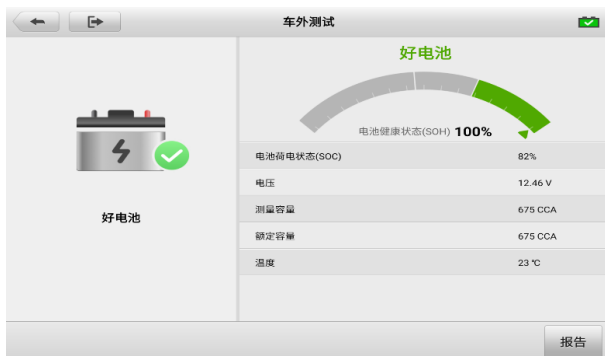 车外测试
好电池
电池健康状态(SOH) 100%
电池荷电状态(SOC) 82%
电压 12.46 V
测量容量 675 CCA
额定容量 675 CCA
温度 23 ℃
好电池
报告